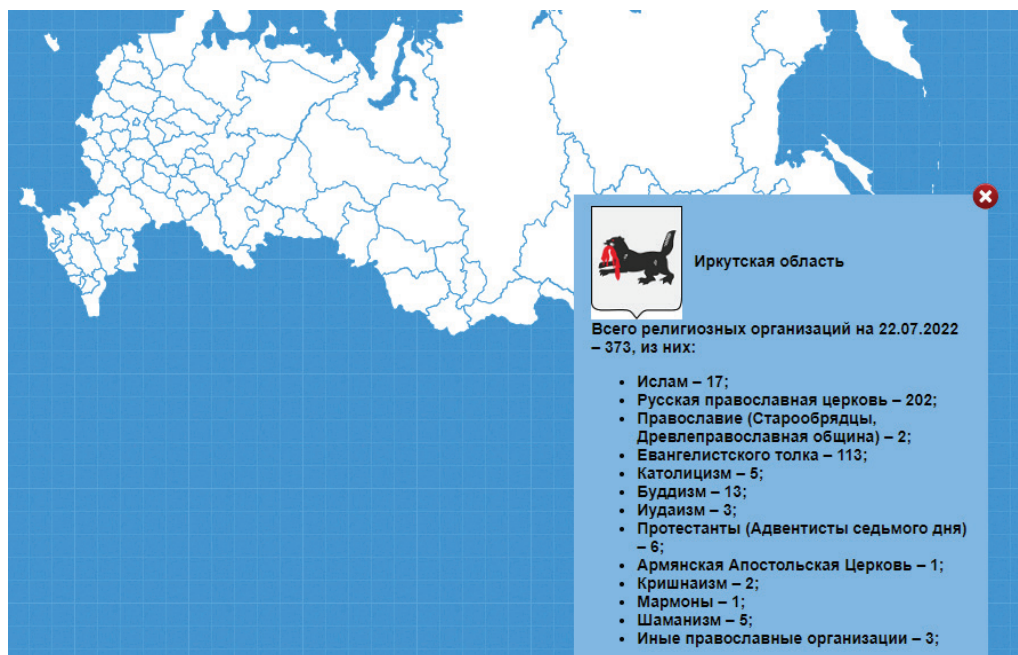 Иркутская область
Всего религиозных организаций на 22.07.2022
– 373, из них:
• Ислам – 17;
• Русская православная церковь – 202;
• Православие (Старообрядцы,
Древлеправославная община) – 2;
• Евангелистского толка – 113;
• Католицизм – 5;
• Буддизм – 13;
• Иудаизм – 3;
• Протестанты (Адвентисты седьмого дня)
– 6;
• Армянская Апостольская Церковь – 1;
• Кришнаизм – 2;
• Мармоны – 1;
• Шаманизм – 5;
• Иные православные организации – 3;